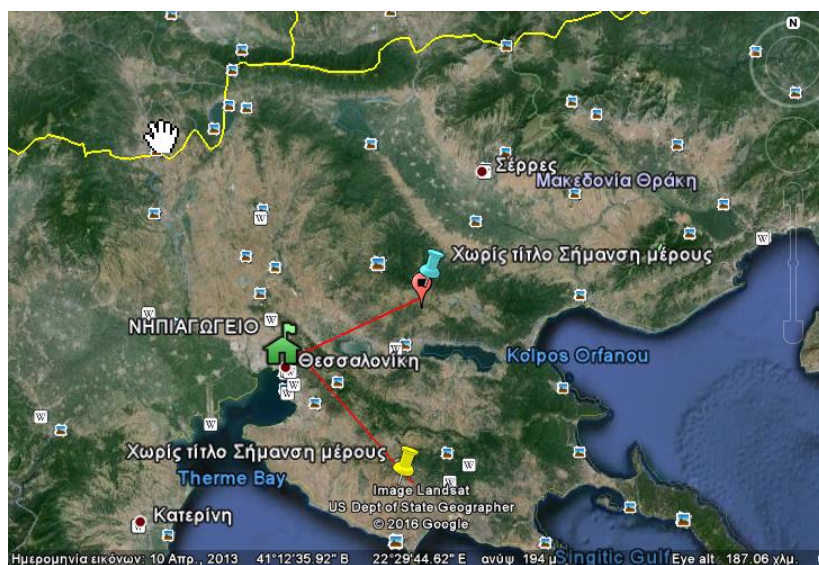 N
Σέρρες
Μακεδονία Θράκη
Χωρίς τίτλο Σήμανση μέρους
ΝΗΠΙΑΓΩΓΕΙΟ
Θεσσαλονίκη
Kolpos Orfanou
Χωρίς τίτλο Σήμανση μέρους
Therme Bay
Image Landsat
US Dept of State Geographer
© 2016 Google
Κατερίνη
Singitic Gulf
Ημερομηνία εικόνων: 10 Απρ., 2013 41°12'35.92" Β 22°29'44.62" Ε ανύψ 194 μ Eye alt 187.06 χλμ.